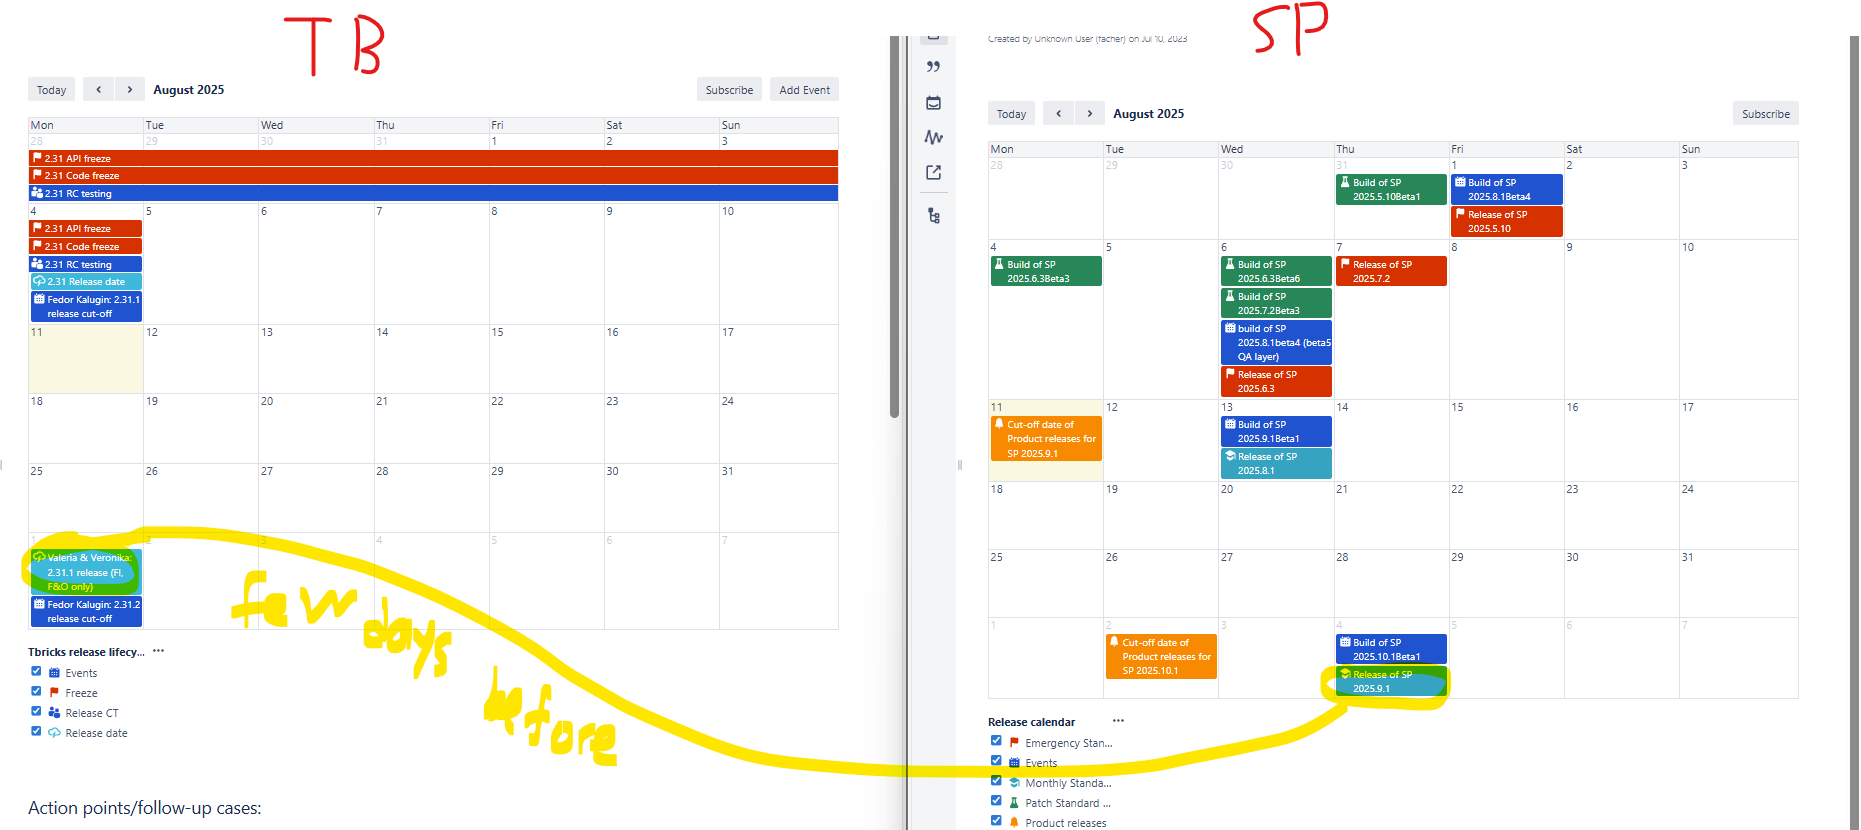 TB
SP
Created by Unknown User (facher) on Jul 10, 2023
Today
August 2025
Subscribe
Add Event
Mon Tue Wed Thu Fri Sat Sun
28 29 30 31 1 2 3
2.31 API freeze
2.31 Code freeze
2.31 RC testing
4 5 6 7 8 9 10
2.31 API freeze
2.31 Code freeze
2.31 RC testing
2.31 Release date
Fedor Kalugin: 2.31.1
release cut-off
11 12 13 14 15 16 17
18 19 20 21 22 23 24
25 26 27 28 29 30 31
1 2 3 4 5 6 7
Valeria & Veronika:
2.31.1 release (FI,
F&O only)
Fedor Kalugin: 2.31.2
release cut-off
few days before
Tbricks release lifecy... ...
Events
Freeze
Release CT
Release date
Action points/follow-up cases:
Today
August 2025
Subscribe
Mon Tue Wed Thu Fri Sat Sun
28 29 30 31 1 2 3
Build of SP
2025.5.10Beta1
Build of SP
2025.8.1Beta4
Release of SP
2025.5.10
4 5 6 7 8 9 10
Build of SP
2025.6.3Beta3
Build of SP
2025.6.3Beta6
Build of SP
2025.7.2Beta3
build of SP
2025.8.1beta4 (beta5
QA layer)
Release of SP
2025.6.3
Release of SP
2025.7.2
11 12 13 14 15 16 17
Cut-off date of
Product releases for
SP 2025.9.1
Build of SP
2025.9.1Beta1
Release of SP
2025.8.1
18 19 20 21 22 23 24
25 26 27 28 29 30 31
1 2 3 4 5 6 7
Cut-off date of
Product releases for
SP 2025.10.1
Build of SP
2025.10.1Beta1
Release of SP
2025.9.1
Release calendar ...
Emergency Stan...
Events
Monthly Standa...
Patch Standard ...
Product releases